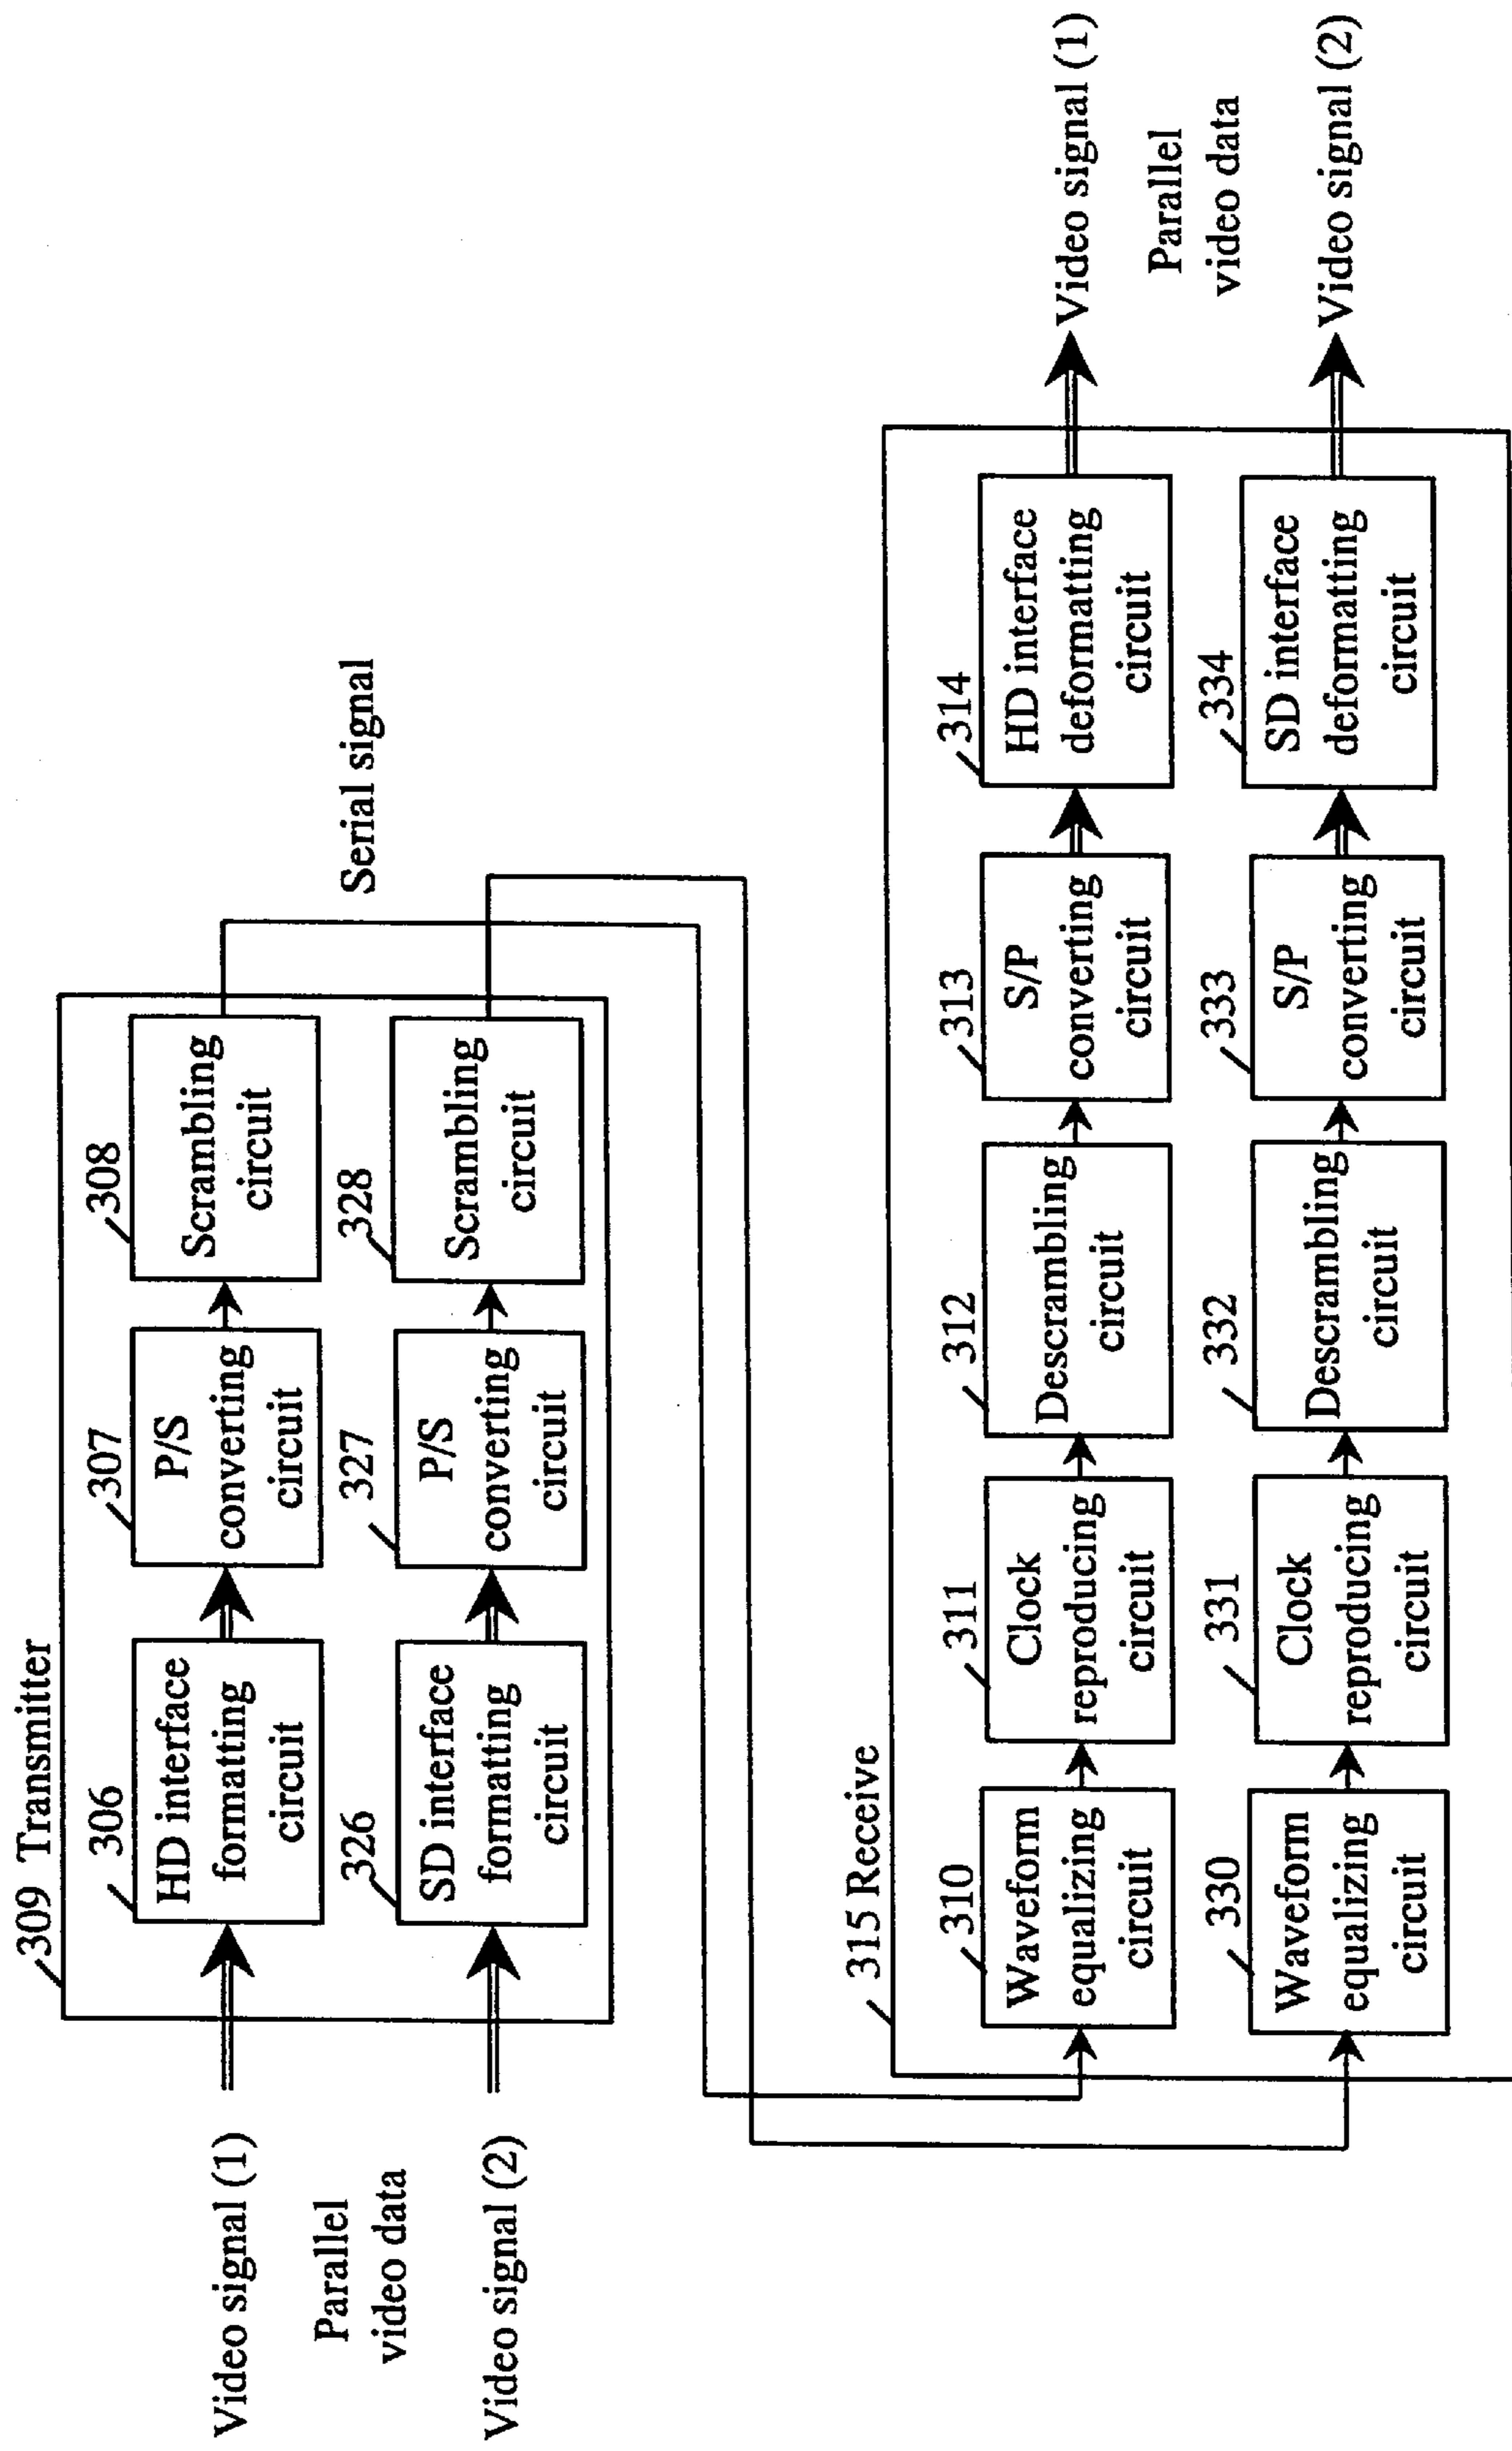 309 Transmitter
306
HD interface
formatting
circuit
307
P/S
converting
circuit
308
Scrambling
circuit
Video signal (1)
Parallel
video data
Video signal (2)
326
SD interface
formatting
circuit
327
P/S
converting
circuit
328
Scrambling
circuit
Serial signal
315 Receive
310
Waveform
equalizing
circuit
311
Clock
reproducing
circuit
312
Descrambling
circuit
313
S/P
converting
circuit
314
HD interface
deformatting
circuit
Video signal (1)
Parallel
video data
Video signal (2)
330
Waveform
equalizing
circuit
331
Clock
reproducing
circuit
332
Descrambling
circuit
333
S/P
converting
circuit
334
SD interface
deformatting
circuit